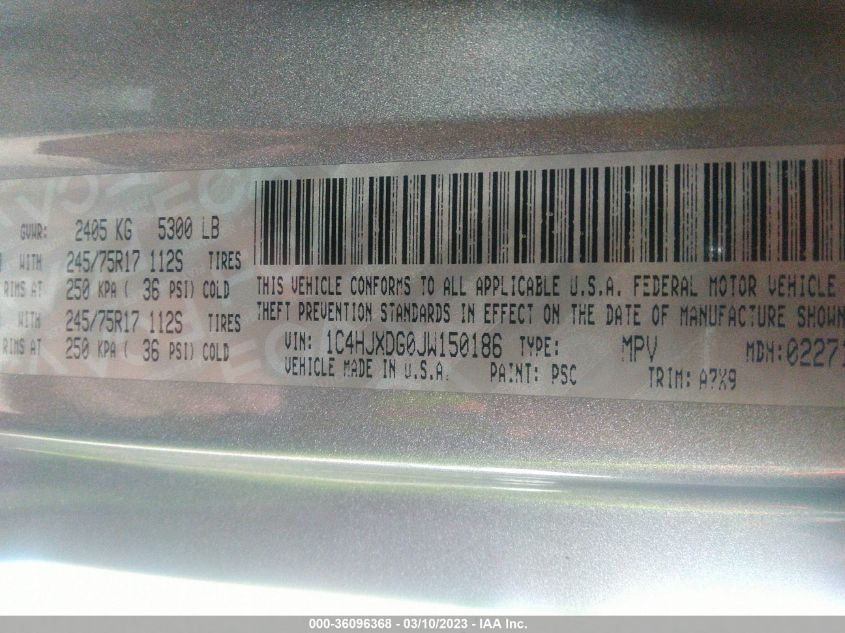 GVWR: 2405 KG 5300 LB
WITH 245/75R17 112S TIRES
RIMS AT 250 KPA ( 36 PSI) COLD
WITH 245/75R17 112S TIRES
RIMS AT 250 KPA ( 36 PSI) COLD
THIS VEHICLE CONFORMS TO ALL APPLICABLE U.S.A. FEDERAL MOTOR VEHICLE
THEFT PREVENTION STANDARDS IN EFFECT ON THE DATE OF MANUFACTURE SHOWN
VIN: 1C4HJXDG0JW150186 TYPE: MPV MDH: 02271
VEHICLE MADE IN U.S.A. PAINT: PSC TRIM: A7X9
000-36096368 - 03/10/2023 - IAA Inc.